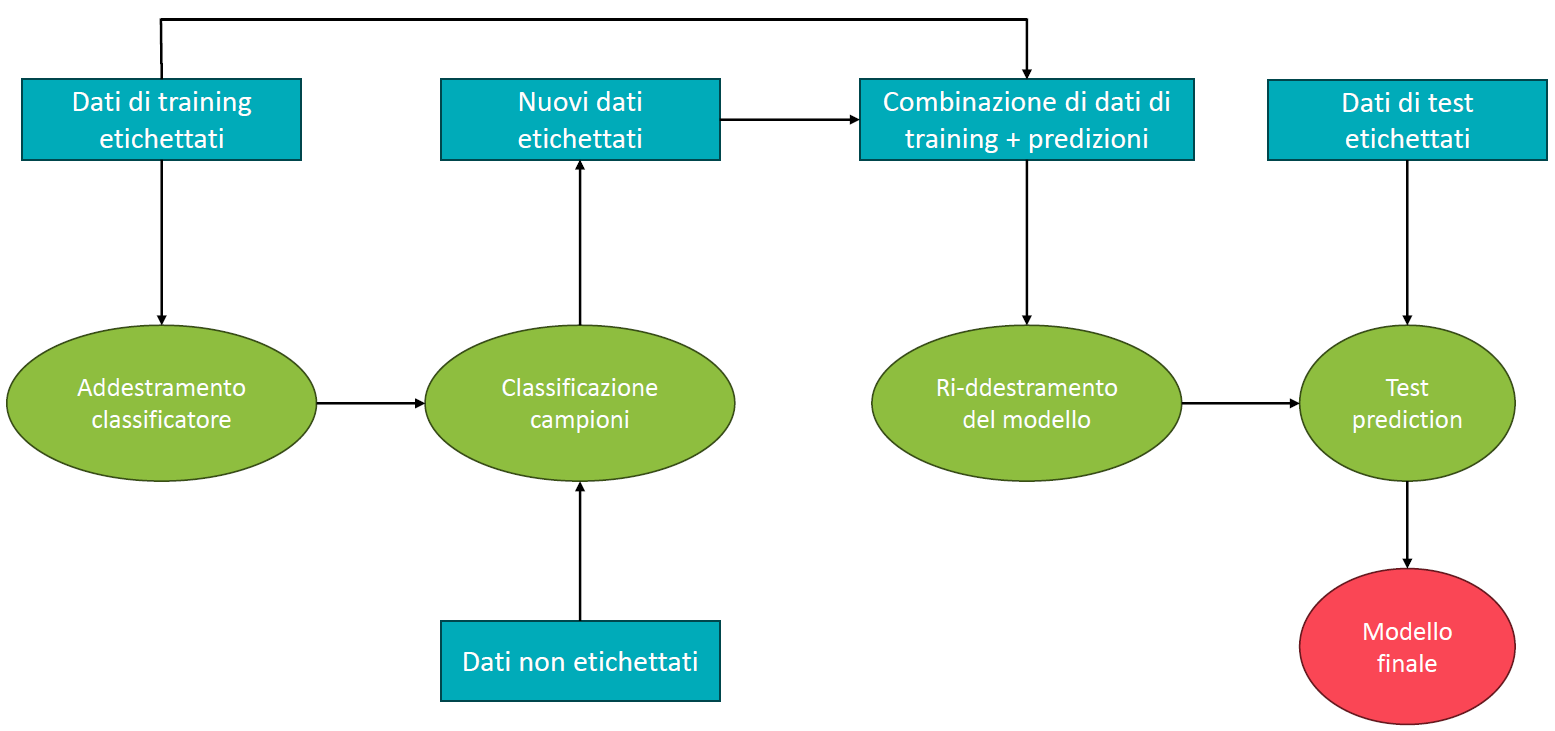 Dati di training
etichettati
Nuovi dati
etichettati
Combinazione di dati di
training + predizioni
Dati di test
etichettati
Addestramento
classificatore
Classificazione
campioni
Ri-ddestramento
del modello
Test
prediction
Dati non etichettati
Modello
finale